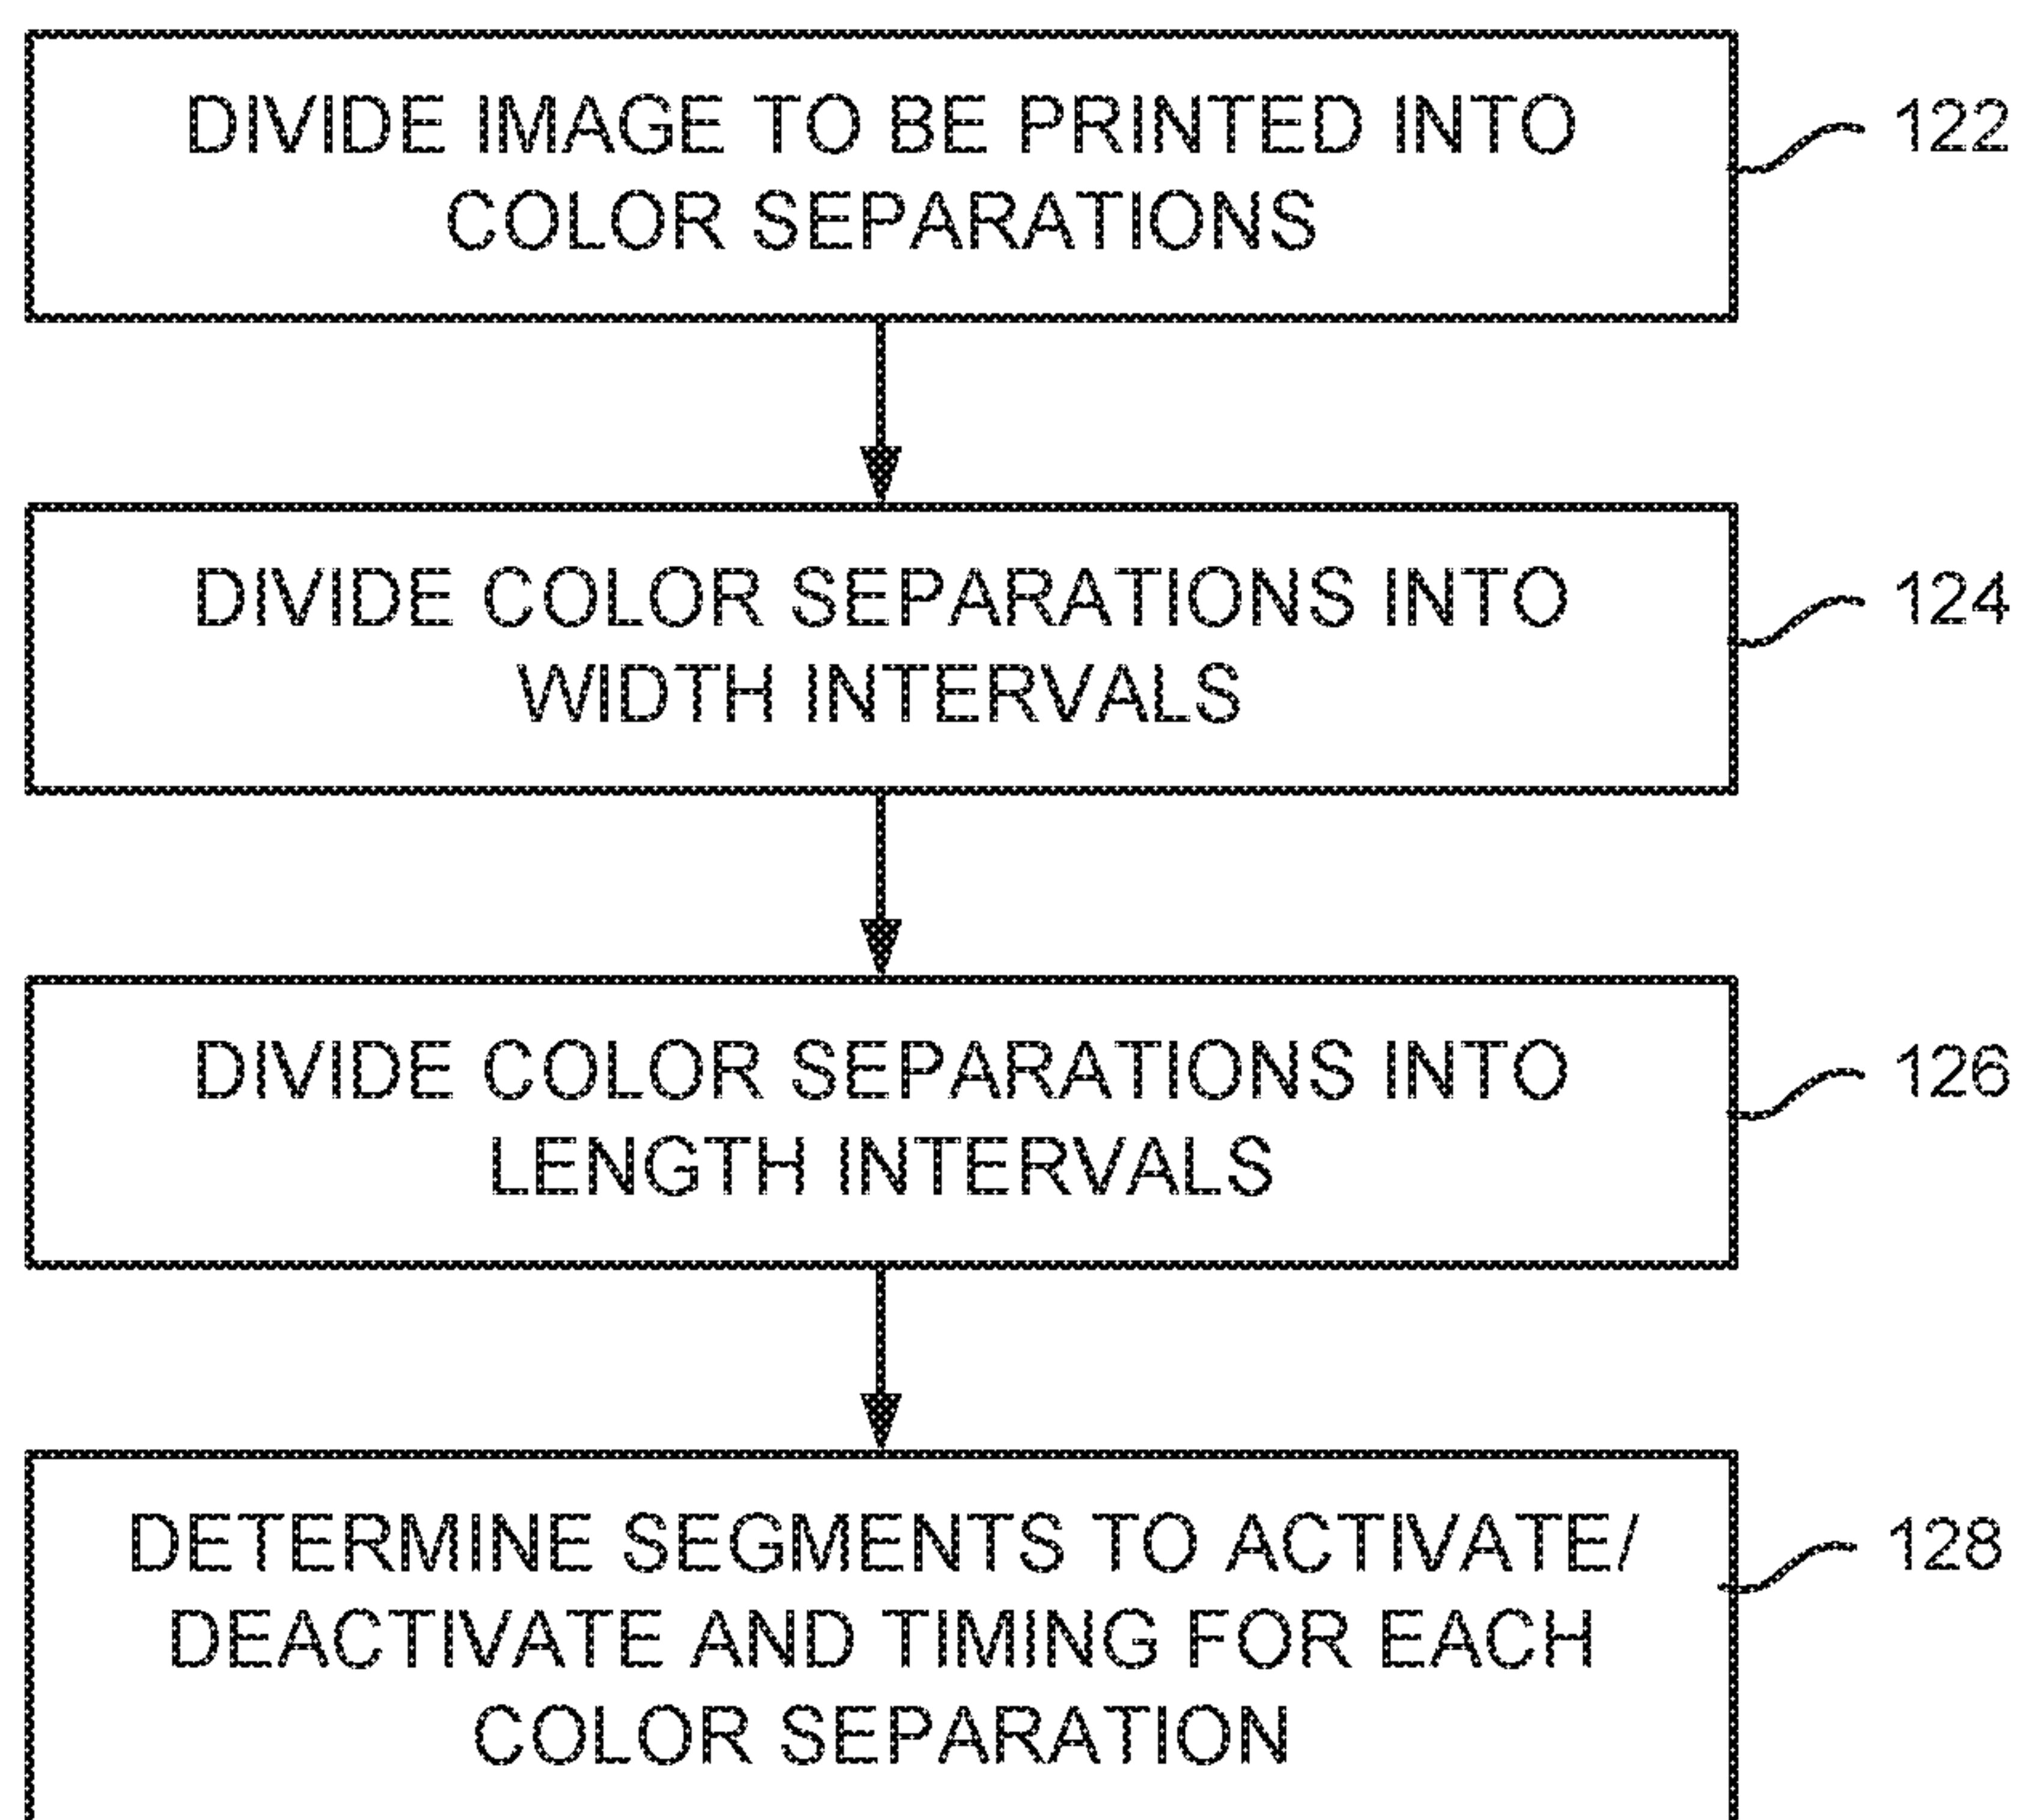 DIVIDE IMAGE TO BE PRINTED INTO
COLOR SEPARATIONS
122
DIVIDE COLOR SEPARATIONS INTO
WIDTH INTERVALS
124
DIVIDE COLOR SEPARATIONS INTO
LENGTH INTERVALS
126
DETERMINE SEGMENTS TO ACTIVATE/
DEACTIVATE AND TIMING FOR EACH
COLOR SEPARATION
128